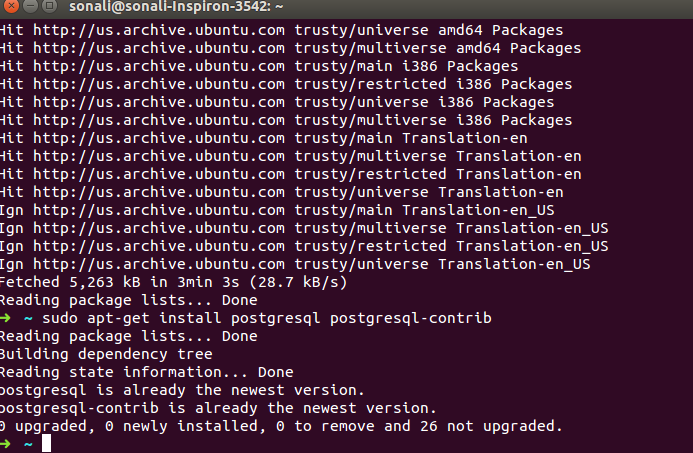 sonali@sonali-Inspiron-3542: ~
Hit http://us.archive.ubuntu.com trusty/universe amd64 Packages
Hit http://us.archive.ubuntu.com trusty/multiverse amd64 Packages
Hit http://us.archive.ubuntu.com trusty/main i386 Packages
Hit http://us.archive.ubuntu.com trusty/restricted i386 Packages
Hit http://us.archive.ubuntu.com trusty/universe i386 Packages
Hit http://us.archive.ubuntu.com trusty/multiverse i386 Packages
Hit http://us.archive.ubuntu.com trusty/main Translation-en
Hit http://us.archive.ubuntu.com trusty/multiverse Translation-en
Hit http://us.archive.ubuntu.com trusty/restricted Translation-en
Hit http://us.archive.ubuntu.com trusty/universe Translation-en
Ign http://us.archive.ubuntu.com trusty/main Translation-en_US
Ign http://us.archive.ubuntu.com trusty/multiverse Translation-en_US
Ign http://us.archive.ubuntu.com trusty/restricted Translation-en_US
Ign http://us.archive.ubuntu.com trusty/universe Translation-en_US
Fetched 5,263 kB in 3min 3s (28.7 kB/s)
Reading package lists... Done
➜ ~ sudo apt-get install postgresql postgresql-contrib
Reading package lists... Done
Building dependency tree
Reading state information... Done
postgresql is already the newest version.
postgresql-contrib is already the newest version.
0 upgraded, 0 newly installed, 0 to remove and 26 not upgraded.
➜ ~